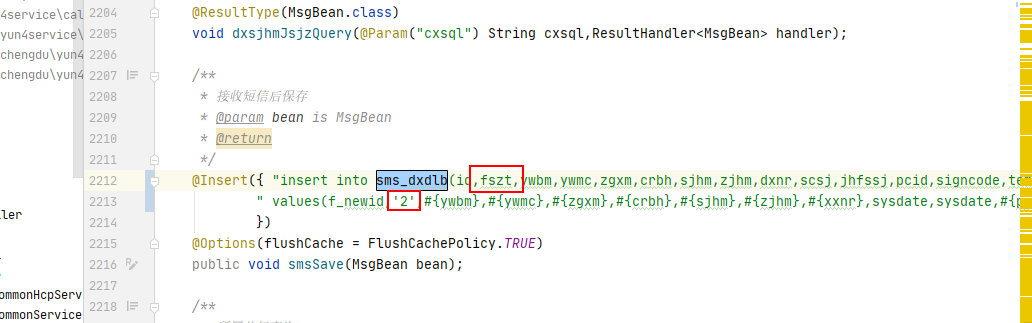 4service\cal
yun4service\
chengdu\yun4
chengdu\yun4
ller
ommonHcpServ
ommonService
2204 @ResultType(MsgBean.class)
2205 void dxsjhmJsjzQuery(@Param("cxsql") String cxsql,ResultHandler<MsgBean> handler);
2206
2207 /**
2208 * 接收短信后保存
2209 * @param bean is MsgBean
2210 * @return
2211 */
2212 @Insert({ "insert into sms_dxdlb(id,fszt,ywbm,ywmc,zgxm,crbh,sjhm,zjhm,dxnr,scsj,jhfssj,pcid,signcode,te
2213 " values(f_newid,'2',#{ywbm},#{ywmc},#{zgxm},#{crbh},#{sjhm},#{zjhm},#{xxnr},sysdate,sysdate,#{p
2214 })
2215 @Options(flushCache = FlushCachePolicy.TRUE)
2216 public void smsSave(MsgBean bean);
2217
2218 /**